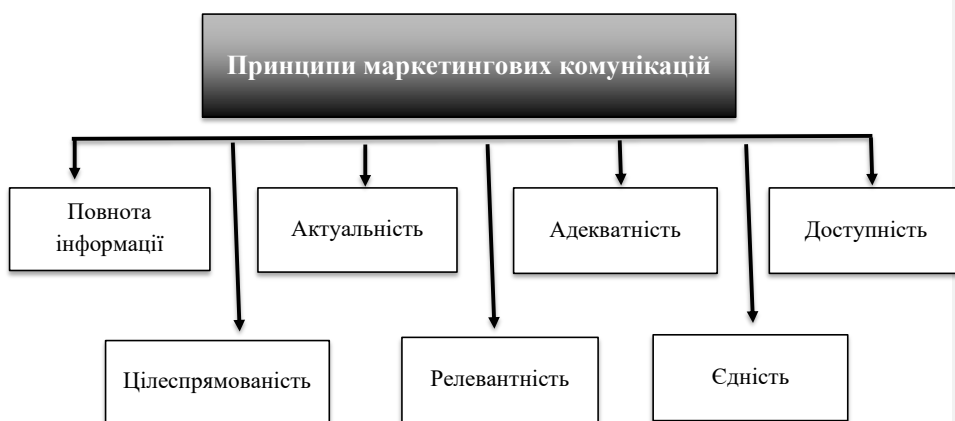 Принципи маркетингових комунікацій
Повнота
інформації
Актуальність
Адекватність
Доступність
Цілеспрямованість
Релевантність
Єдність